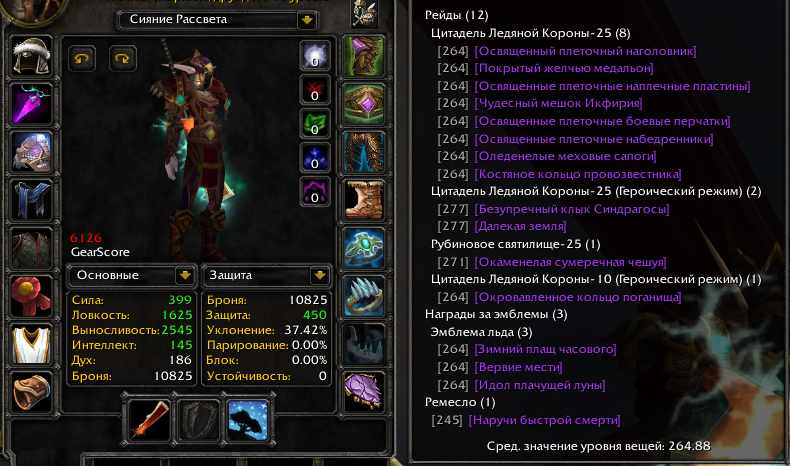 Сияние Рассвета
0
0
0
0
6126
GearScore
Основные
Защита
Сила: 399
Ловкость: 1625
Выносливость: 2545
Интеллект: 145
Дух: 186
Броня: 10825
Броня: 10825
Защита: 450
Уклонение: 37.42%
Парирование: 0.00%
Блок: 0.00%
Устойчивость: 0
Рейды (12)
Цитадель Ледяной Короны-25 (8)
[264] [Освященный плеточный наголовник]
[264] [Покрытый желчью медальон]
[264] [Освященные плеточные наплечные пластины]
[264] [Чудесный мешок Икфирия]
[264] [Освященные плеточные боевые перчатки]
[264] [Освященные плеточные набедренники]
[264] [Оледенелые меховые сапоги]
[264] [Костяное кольцо провозвестника]
Цитадель Ледяной Короны-25 (Героический режим) (2)
[277] [Безупречный клык Синдрагосы]
[277] [Далекая земля]
Рубиновое святилище-25 (1)
[271] [Окаменелая сумеречная чешуя]
Цитадель Ледяной Короны-10 (Героический режим) (1)
[264] [Окровавленное кольцо поганища]
Награды за эмблемы (3)
Эмблема льда (3)
[264] [Зимний плащ часового]
[264] [Вервие мести]
[264] [Идол плачущей луны]
Ремесло (1)
[245] [Наручи быстрой смерти]
Сред. значение уровня вещей: 264.88